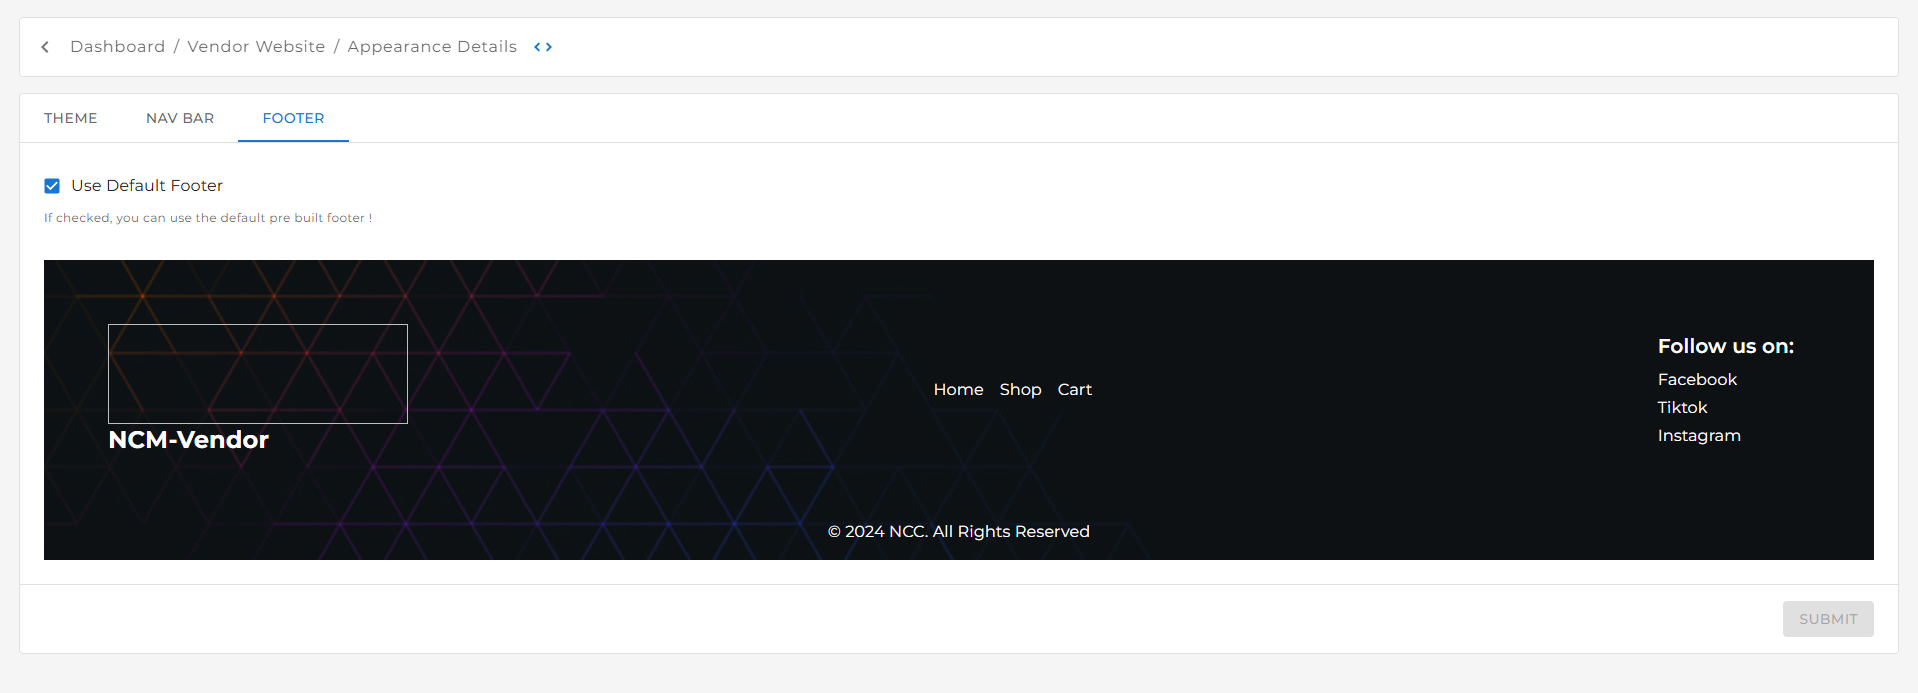 Dashboard / Vendor Website / Appearance Details
THEME NAV BAR FOOTER
Use Default Footer
If checked, you can use the default pre built footer !
NCM-Vendor
Home Shop Cart
Follow us on:
Facebook
Tiktok
Instagram
© 2024 NCC. All Rights Reserved
SUBMIT